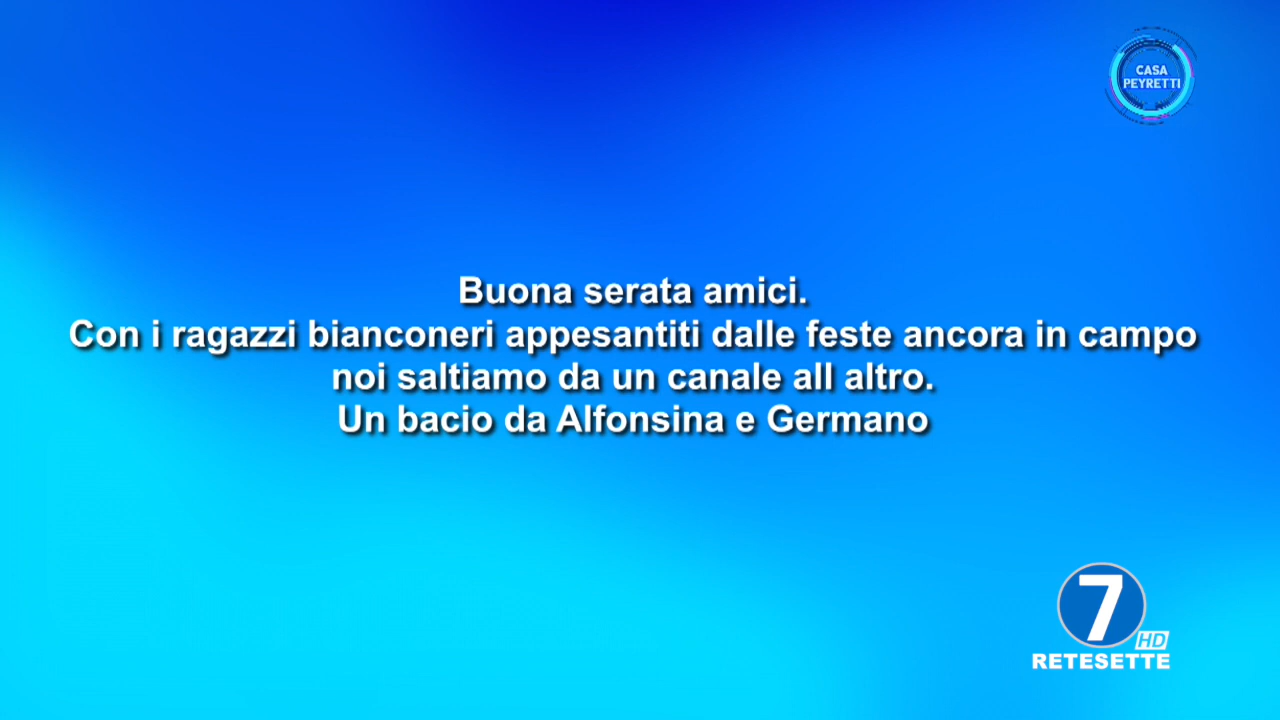 CASA
PEYRETTI
Buona serata amici.
Con i ragazzi bianconeri appesantiti dalle feste ancora in campo
noi saltiamo da un canale all altro.
Un bacio da Alfonsina e Germano
7
HD
RETESETTE